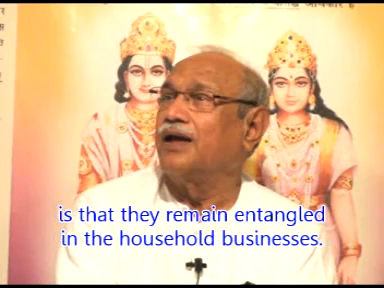 is that they remain entangled
in the household businesses.